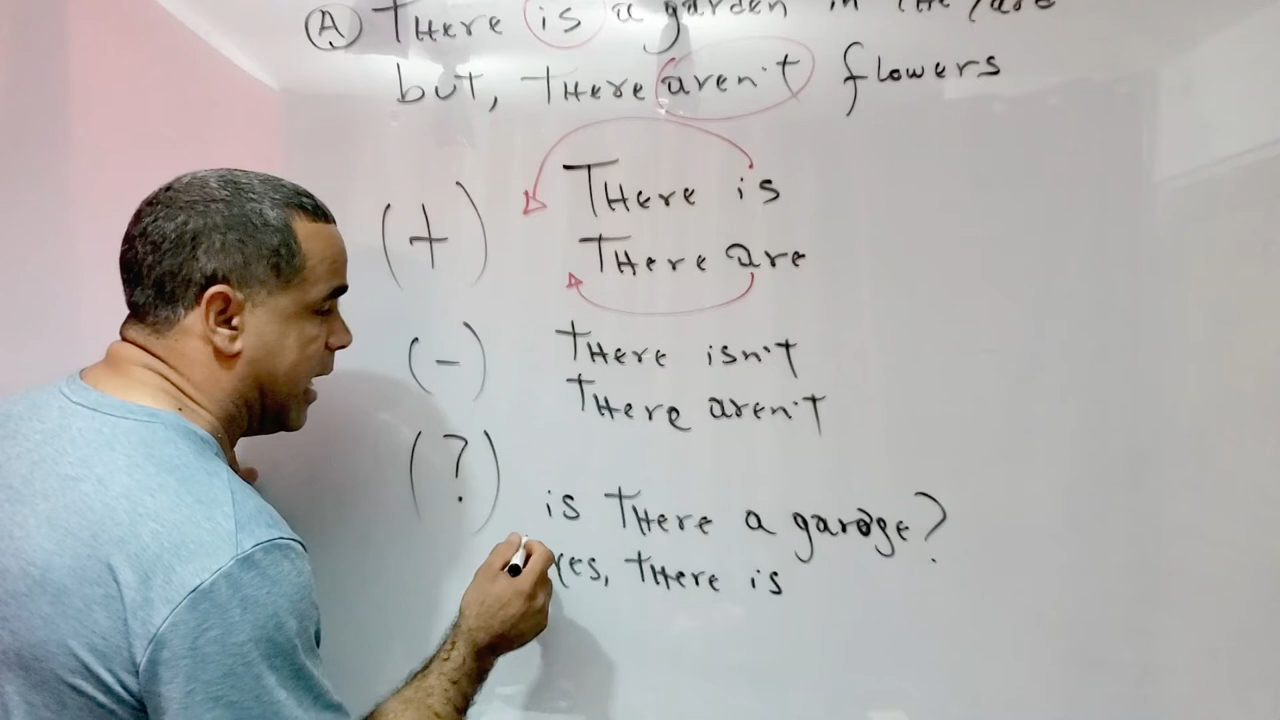 (A) THere is a garden in THe
but, THere aren't flowers
(+) THere is
THere are
(-) THere isn't
THere aren't
(?) is THere a garage?
Yes, THere is